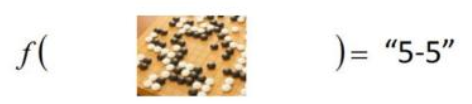 f( )= “5-5”